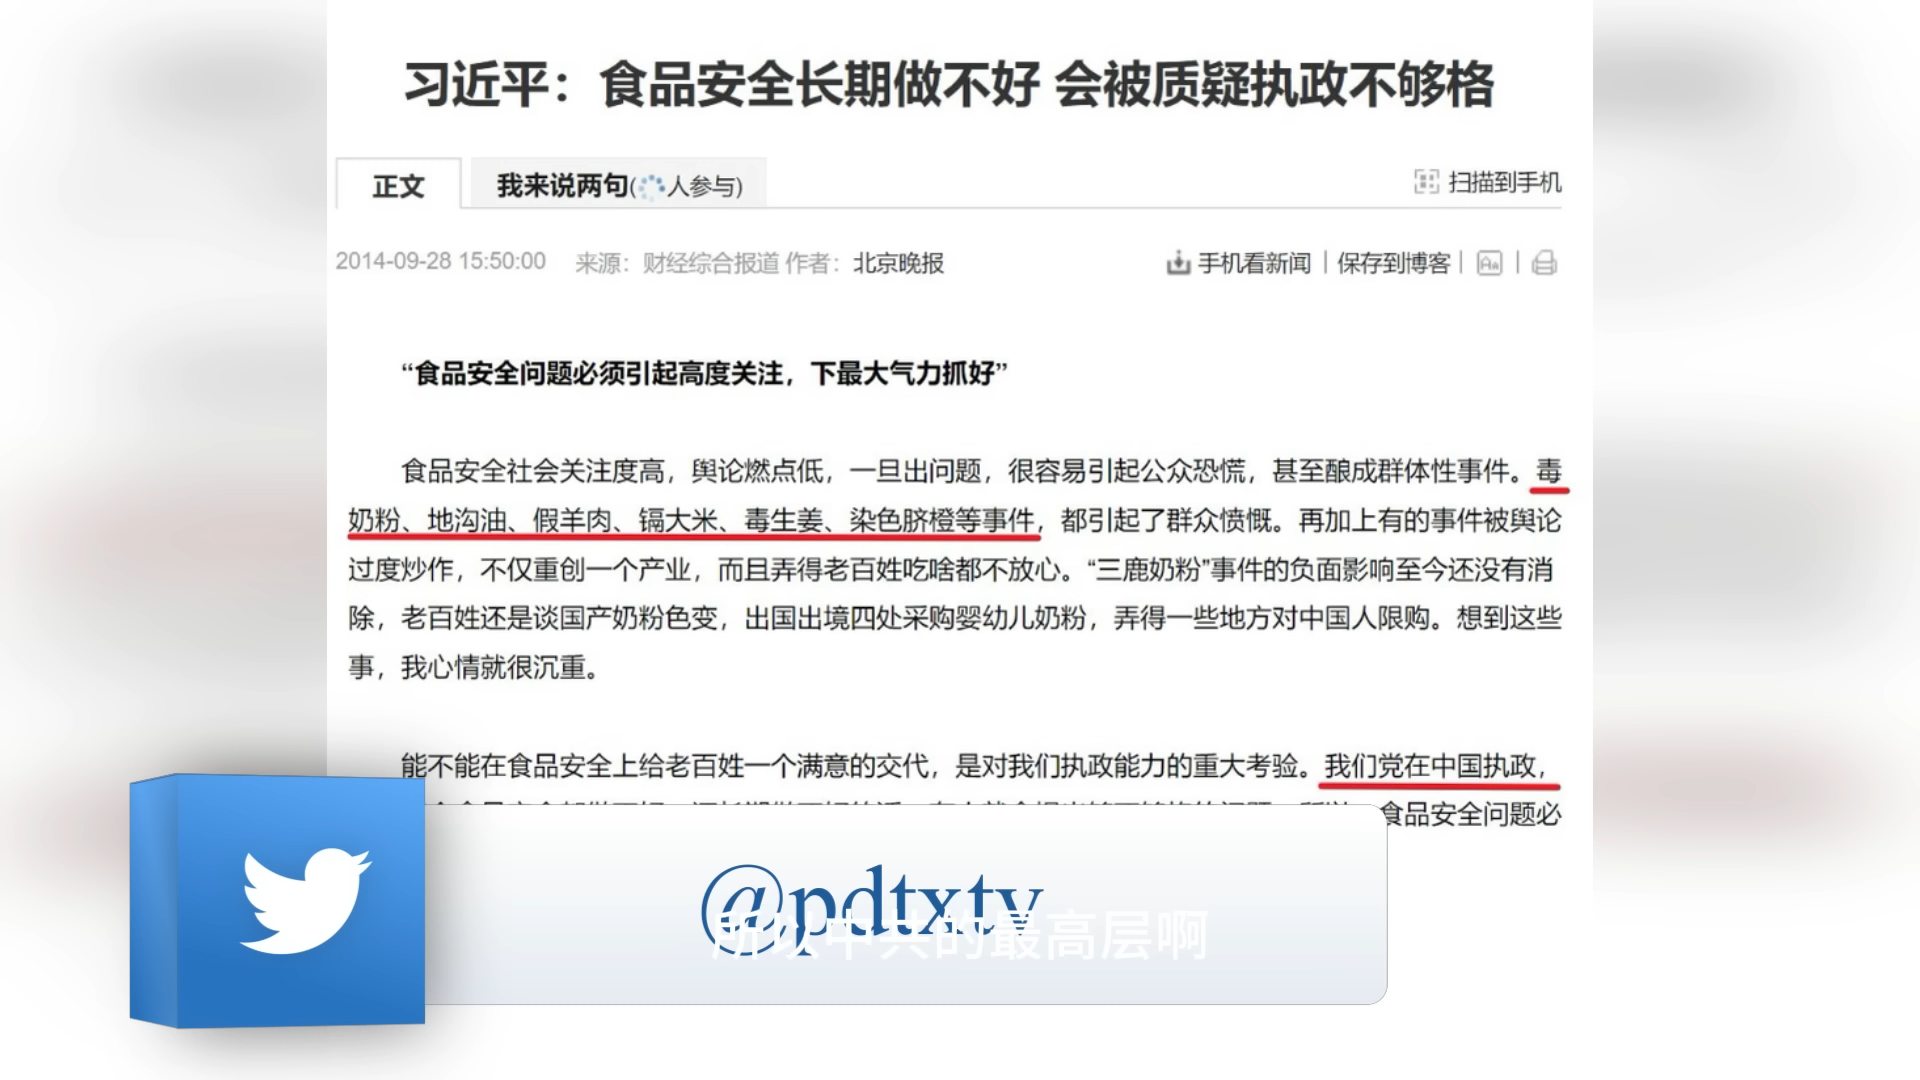 习近平：食品安全长期做不好 会被质疑执政不够格
正文
我来说两句(人参与)
扫描到手机
2014-09-28 15:50:00 来源：财经综合报道 作者：北京晚报
手机看新闻 | 保存到博客 | Aa |
“食品安全问题必须引起高度关注，下最大气力抓好”
食品安全社会关注度高，舆论燃点低，一旦出问题，很容易引起公众恐慌，甚至酿成群体性事件。毒
奶粉、地沟油、假羊肉、镉大米、毒生姜、染色脐橙等事件，都引起了群众愤慨。再加上有的事件被舆论
过度炒作，不仅重创一个产业，而且弄得老百姓吃啥都不放心。“三鹿奶粉”事件的负面影响至今还没有消
除，老百姓还是谈国产奶粉色变，出国出境四处采购婴幼儿奶粉，弄得一些地方对中国人限购。想到这些
事，我心情就很沉重。
能不能在食品安全上给老百姓一个满意的交代，是对我们执政能力的重大考验。我们党在中国执政，
食品安全问题必
@pdtxtv
所以中共的最高层啊